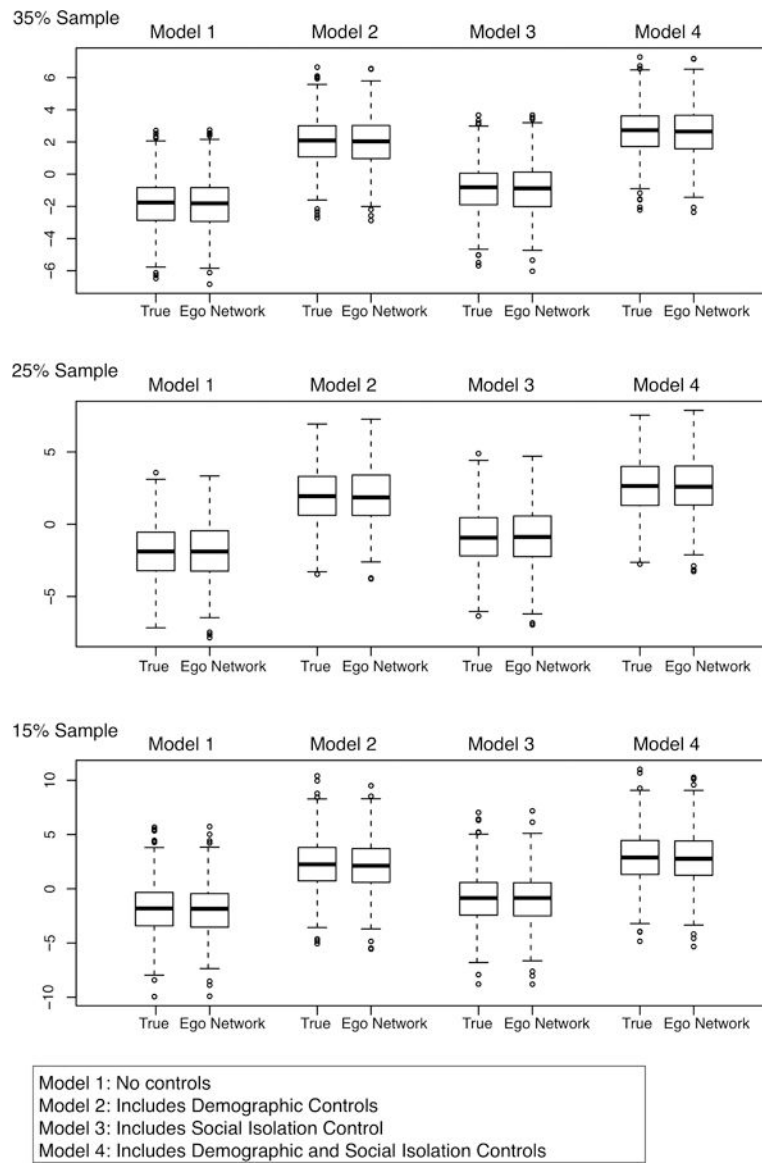 35% Sample
Model 1 Model 2 Model 3 Model 4
6
4
2
0
−2
−4
−6
True Ego Network True Ego Network True Ego Network True Ego Network
25% Sample
Model 1 Model 2 Model 3 Model 4
5
0
−5
True Ego Network True Ego Network True Ego Network True Ego Network
15% Sample
Model 1 Model 2 Model 3 Model 4
10
5
0
−5
−10
True Ego Network True Ego Network True Ego Network True Ego Network
Model 1: No controls
Model 2: Includes Demographic Controls
Model 3: Includes Social Isolation Control
Model 4: Includes Demographic and Social Isolation Controls